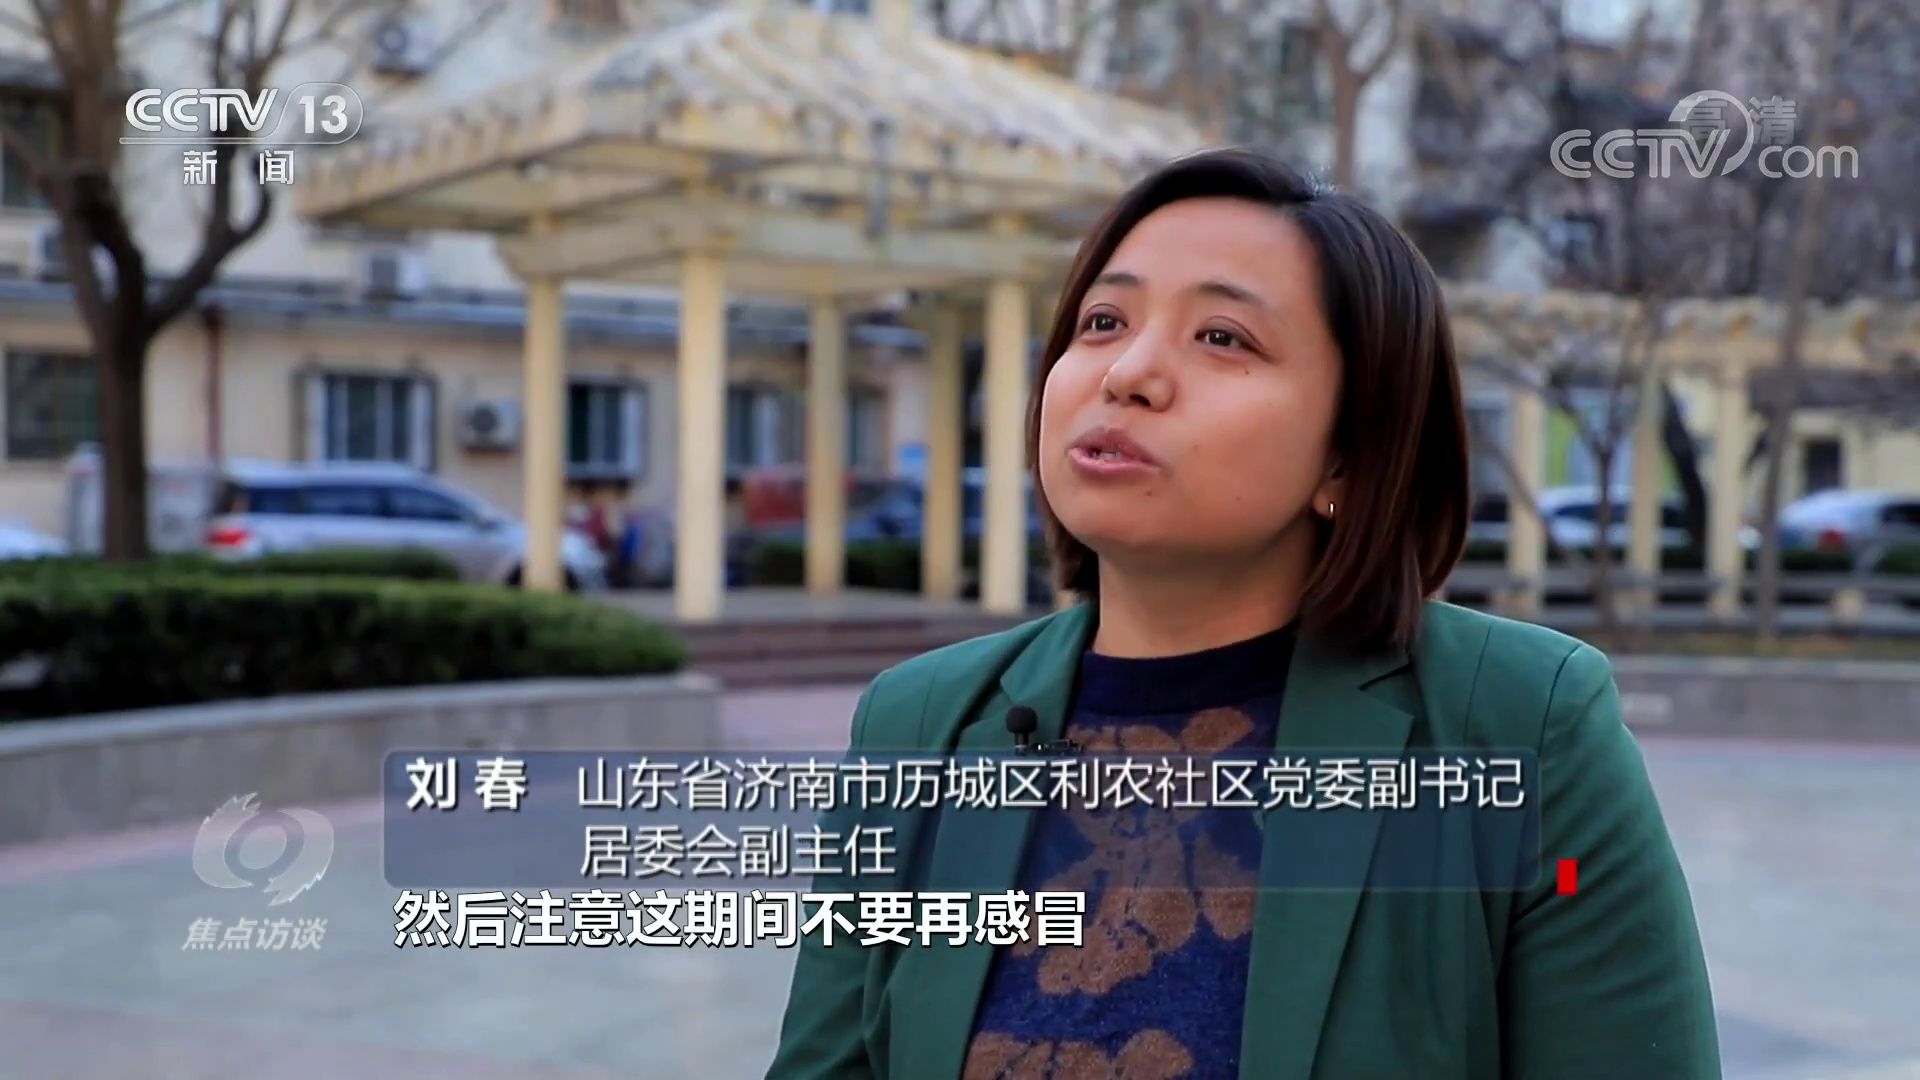 CCTV 13
新闻
高清
CCTV.com
刘春 山东省济南市历城区利农社区党委副书记
居委会副主任
然后注意这期间不要再感冒
焦点访谈